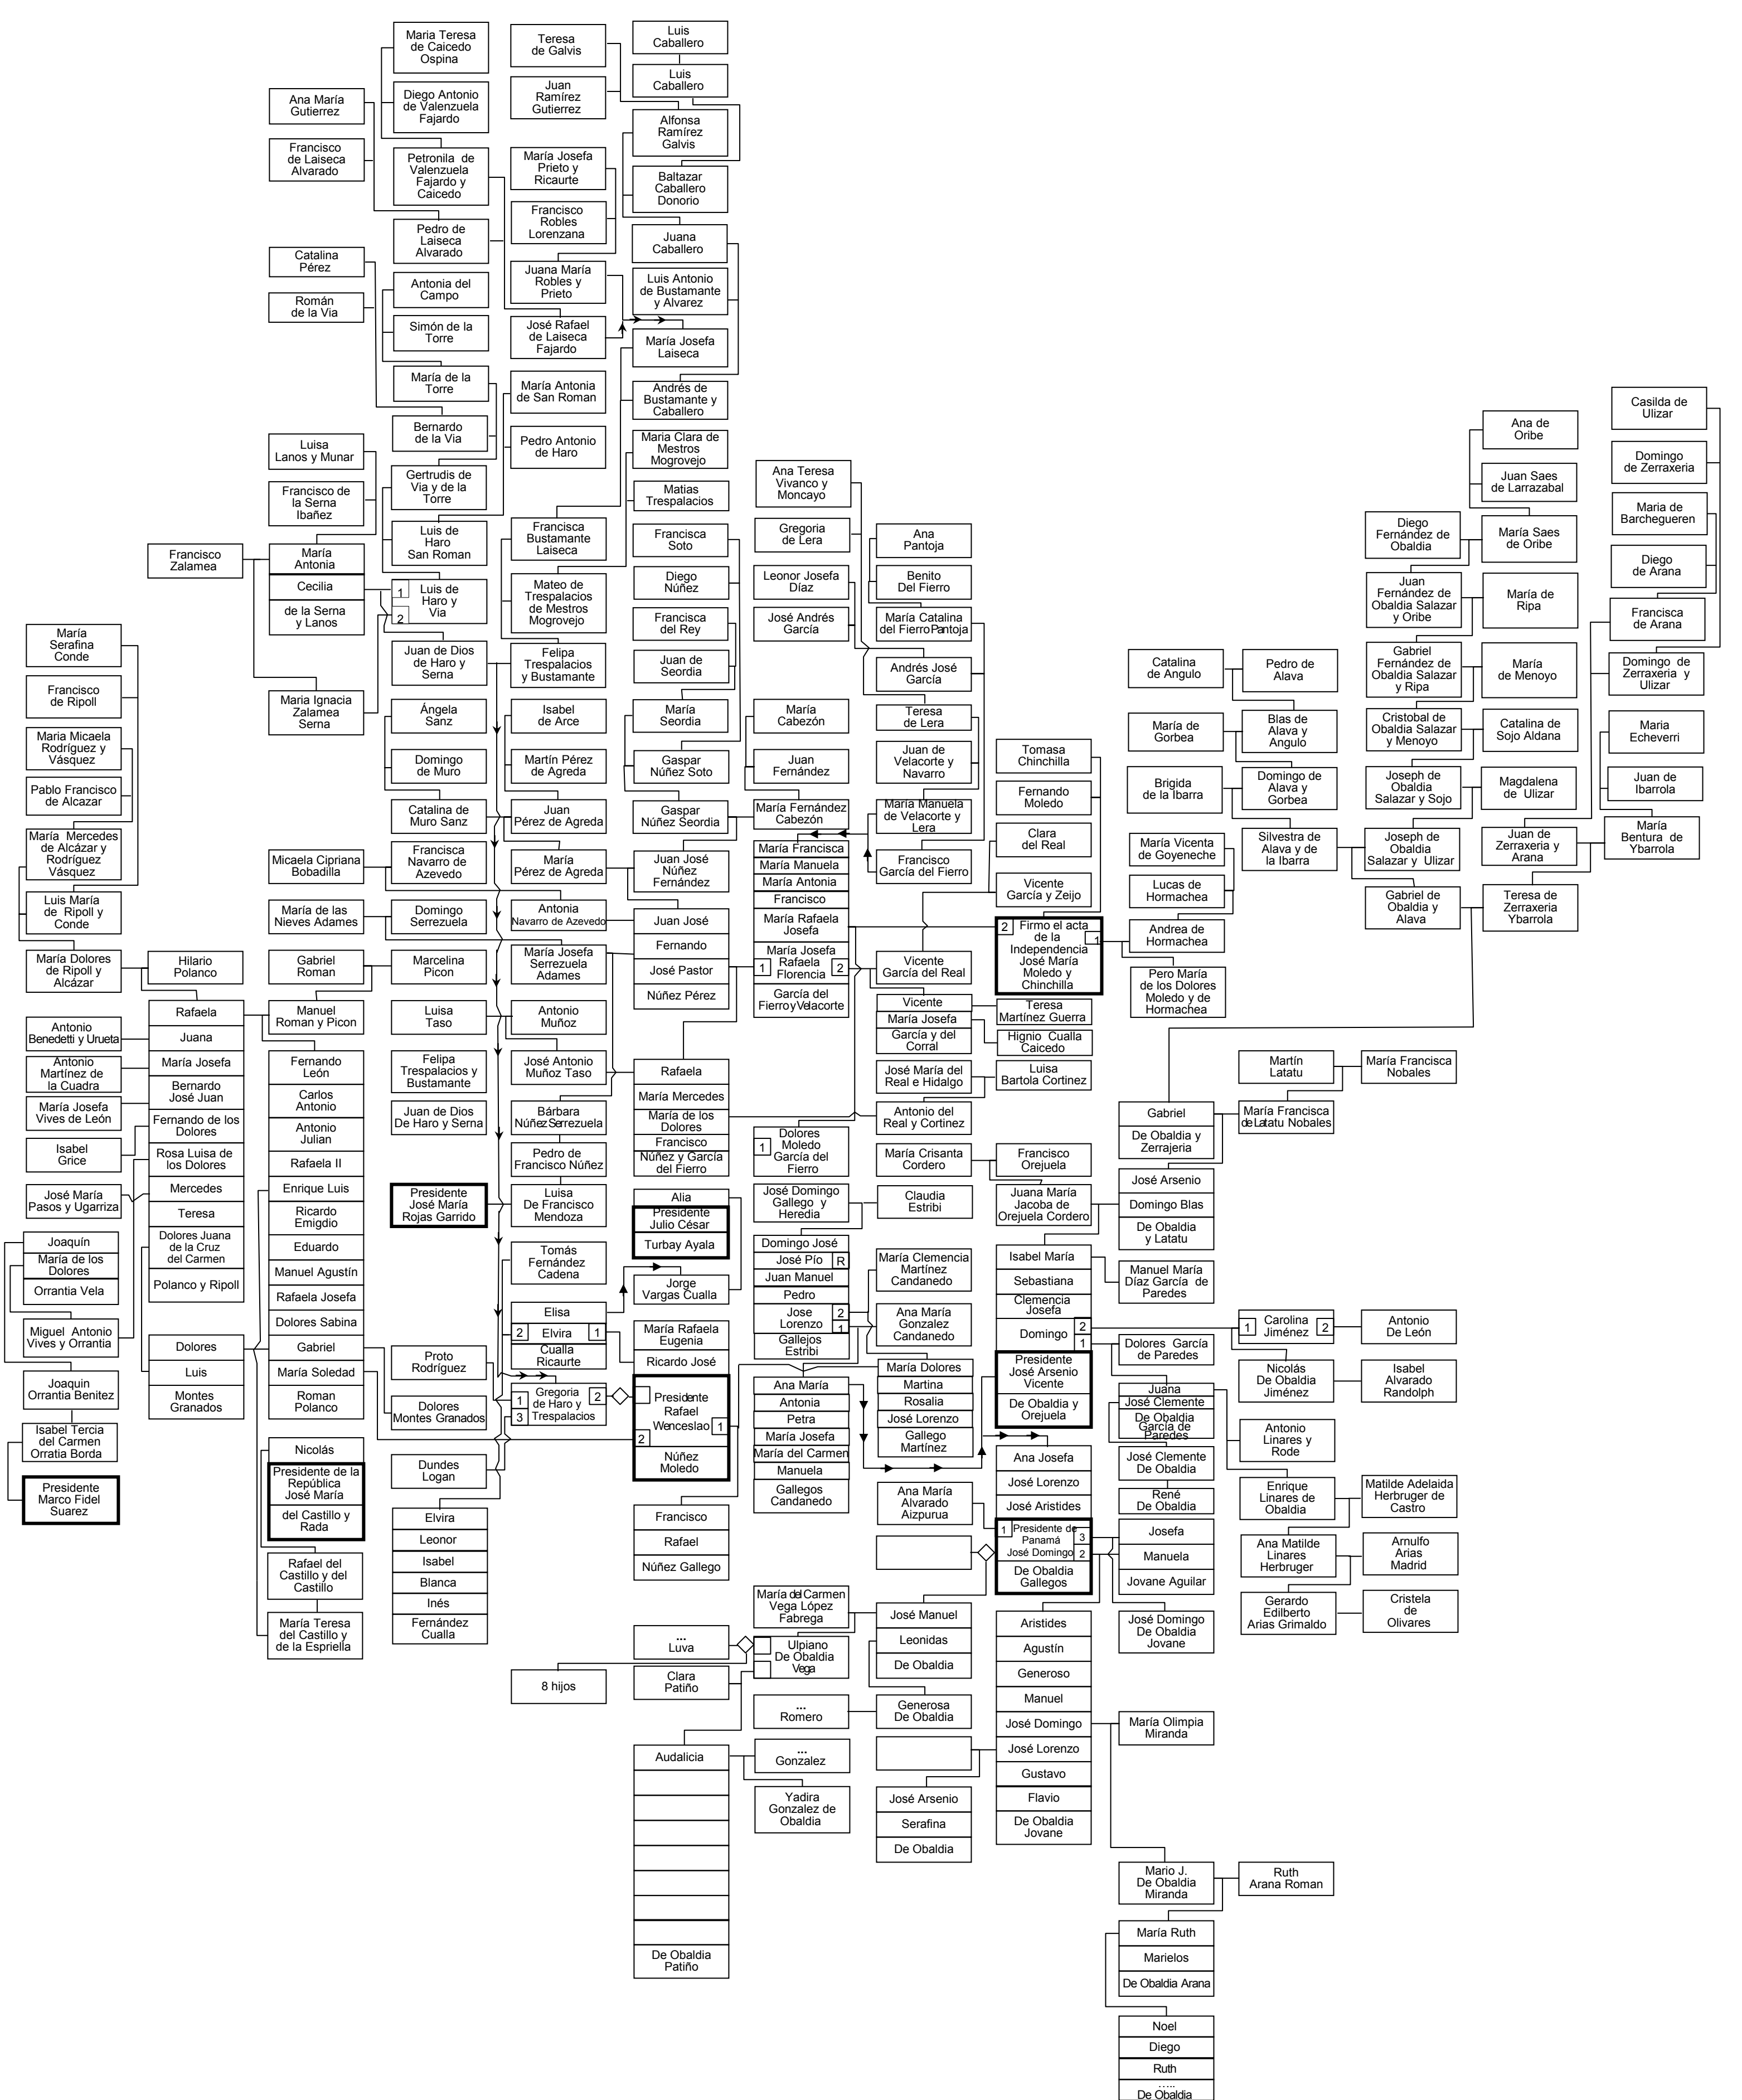 Maria Teresa
de Caicedo
Ospina
Teresa
de Galvis
Luis
Caballero
Luis
Caballero
Ana María
Gutierrez
Diego Antonio
de Valenzuela
Fajardo
Juan
Ramírez
Gutierrez
Alfonsa
Ramírez
Galvis
Francisco
de Laiseca
Alvarado
Petronila de
Valenzuela
Fajardo y
Caicedo
María Josefa
Prieto y
Ricaurte
Baltazar
Caballero
Donorio
Francisco
Robles
Lorenzana
Pedro de
Laiseca
Alvarado
Juana
Caballero
Catalina
Pérez
Juana María
Robles y
Prieto
Luis Antonio
de Bustamante
y Alvarez
Antonia del
Campo
Román
de la Via
Simón de la
Torre
José Rafael
de Laiseca
Fajardo
María Josefa
Laiseca
María de la
Torre
María Antonia
de San Roman
Andrés de
Bustamante y
Caballero
Bernardo
de la Via
Pedro Antonio
de Haro
Maria Clara de
Mestros
Mogrovejo
Luisa
Lanos y Munar
Gertrudis de
Via y de la
Torre
Matias
Trespalacios
Francisco de
la Serna
Ibañez
Luis de
Haro
San Roman
Francisca
Bustamante
Laiseca
Francisca
Soto
Ana Teresa
Vivanco y
Moncayo
Gregoria
de Lera
Ana
Pantoja
Francisco
Zalamea
María
Antonia
Cecilia
de la Serna
y Lanos
1
2
Luis de
Haro y
Via
Mateo de
Trespalacios
de Mestros
Mogrovejo
Diego
Núñez
Leonor Josefa
Díaz
Benito
Del Fierro
Francisca
del Rey
José Andrés
García
María Catalina
del Fierro Pantoja
Juan de Dios
de Haro y
Serna
Felipa
Trespalacios
y Bustamante
Juan de
Seordia
Andrés José
García
Maria Ignacia
Zalamea
Serna
Ángela
Sanz
Isabel
de Arce
María
Seordia
María
Cabezón
Teresa
de Lera
Domingo
de Muro
Martín Pérez
de Agreda
Gaspar
Núñez Soto
Juan
Fernández
Juan de
Velacorte y
Navarro
Catalina de
Muro Sanz
Juan
Pérez de Agreda
Gaspar
Núñez Seordia
María Fernández
Cabezón
María Manuela
de Velacorte y
Lera
Casilda de
Ulizar
Ana de
Oribe
Domingo
de Zerraxeria
Juan Saes
de Larrazabal
Maria de
Barchegueren
Diego
Fernández de
Obaldia
María Saes
de Oribe
Diego
de Arana
Juan
Fernández de
Obaldia Salazar
y Oribe
María de
Ripa
Francisca
de Arana
Gabriel
Fernández de
Obaldia Salazar
y Ripa
María
de Menoyo
Domingo de
Zerraxeria y
Ulizar
Catalina
de Angulo
Pedro de
Alava
Cristobal de
Obaldia Salazar
y Menoyo
Catalina de
Sojo Aldana
Maria
Echeverri
María de
Gorbea
Blas de
Alava y
Angulo
Joseph de
Obaldia
Salazar y Sojo
Magdalena
de Ulizar
Juan de
Ibarrola
Brigida
de la Ibarra
Domingo de
Alava y
Gorbea
Silvestra de
Alava y de
la Ibarra
Joseph de
Obaldia
Salazar y Ulizar
Juan de
Zerraxeria y
Arana
María
Bentura de
Ybarrola
Gabriel de
Obaldia y
Alava
Teresa de
Zerraxeria
Ybarrola
Tomasa
Chinchilla
Fernando
Moledo
Clara
del Real
Vicente
García y Zeijo
María Vicenta
de Goyeneche
Lucas de
Hormachea
Andrea de
Hormachea
2
1
Firmo el acta
de la
Independencia
José María
Moledo y
Chinchilla
Pero María
de los Dolores
Moledo y de
Hormachea
María
Serafina
Conde
Francisco
de Ripoll
Maria Micaela
Rodríguez y
Vásquez
Pablo Francisco
de Alcazar
María Mercedes
de Alcázar y
Rodríguez
Vásquez
Luis María
de Ripoll y
Conde
María Dolores
de Ripoll y
Alcázar
Hilario
Polanco
Micaela Cipriana
Bobadilla
Francisca
Navarro de
Azevedo
María
Pérez de Agreda
Juan José
Núñez
Fernández
María de las
Nieves Adames
Domingo
Serrezuela
Antonia
Navarro de Azevedo
Gabriel
Roman
Marcelina
Picon
María Josefa
Serrezuela
Adames
Juan José
Fernando
José Pastor
Núñez Pérez
María Francisca
María Manuela
María Antonia
Francisco
María Rafaela
Josefa
María Josefa
Rafaela
Florencia
1
2
García del
Fierro y Velacorte
Francisco
García del Fierro
Vicente
García del Real
Vicente
María Josefa
García y del
Corral
Teresa
Martínez Guerra
Hignio Cualla
Caicedo
José María del
Real e Hidalgo
Luisa
Bartola Cortinez
Antonio del
Real y Cortinez
Rafaela
Juana
María Josefa
Bernardo
José Juan
Fernando de los
Dolores
Rosa Luisa de
los Dolores
Mercedes
Teresa
Dolores Juana
de la Cruz
del Carmen
Polanco y Ripoll
Manuel
Roman y Picon
Antonio
Benedetti y Urueta
Antonio
Martínez de
la Cuadra
María Josefa
Vives de León
Isabel
Grice
José María
Pasos y Ugarriza
Joaquín
María de los
Dolores
Orrantia Vela
Miguel Antonio
Vives y Orrantia
Joaquin
Orrantia Benitez
Isabel Tercia
del Carmen
Orratia Borda
Presidente
Marco Fidel
Suarez
Dolores
Luis
Montes
Granados
Fernando
León
Carlos
Antonio
Antonio
Julian
Rafaela II
Enrique Luis
Ricardo
Emigdio
Eduardo
Manuel Agustín
Rafaela Josefa
Dolores Sabina
Gabriel
María Soledad
Roman
Polanco
Nicolás
Presidente de la
República
José María
del Castillo y
Rada
Rafael del
Castillo y del
Castillo
María Teresa
del Castillo y
de la Espriella
Luisa
Taso
Antonio
Muñoz
Felipa
Trespalacios y
Bustamante
José Antonio
Muñoz Taso
Juan de Dios
De Haro y Serna
Bárbara
Núñez Serrezuela
Pedro de
Francisco Núñez
Presidente
José María
Rojas Garrido
Luisa
De Francisco
Mendoza
Tomás
Fernández
Cadena
Elisa
2
Elvira
1
Cualla
Ricaurte
Proto
Rodríguez
Dolores
Montes Granados
1
3
Gregoria
de Haro y
Trespalacios
2
Dundes
Logan
Elvira
Leonor
Isabel
Blanca
Inés
Fernández
Cualla
Rafaela
María Mercedes
María de los
Dolores
Francisco
Núñez y García
del Fierro
1
Dolores
Moledo
García del
Fierro
Alia
Presidente
Julio César
Turbay Ayala
Jorge
Vargas Cualla
María Rafaela
Eugenia
Ricardo José
Presidente
Rafael
Wenceslao
1
2
Núñez
Moledo
Francisco
Rafael
Núñez Gallego
José Domingo
Gallego y
Heredia
Claudia
Estribi
Domingo José
José Pío
R
Juan Manuel
Pedro
Jose
Lorenzo
2
1
Gallejos
Estribi
María Clemencia
Martínez
Candanedo
Ana María
Gonzalez
Candanedo
Ana María
Antonia
Petra
María Josefa
María del Carmen
Manuela
Gallegos
Candanedo
María Dolores
Martina
Rosalia
José Lorenzo
Gallego
Martínez
María Crisanta
Cordero
Francisco
Orejuela
Juana María
Jacoba de
Orejuela Cordero
Martín
Latatu
María Francisca
Nobales
Gabriel
De Obaldia y
Zerrajeria
María Francisca
de Latatu Nobales
José Arsenio
Domingo Blas
De Obaldia
y Latatu
Isabel María
Sebastiana
Clemencia
Josefa
Domingo
2
1
Presidente
José Arsenio
Vicente
De Obaldia y
Orejuela
Manuel María
Díaz García de
Paredes
Dolores García
de Paredes
1
Carolina
Jiménez
2
Antonio
De León
Nicolás
De Obaldia
Jiménez
Isabel
Alvarado
Randolph
Juana
José Clemente
De Obaldia
García de
Paredes
José Clemente
De Obaldia
René
De Obaldia
Antonio
Linares y
Rode
Enrique
Linares de
Obaldia
Matilde Adelaida
Herbruger de
Castro
Ana Matilde
Linares
Herbruger
Arnulfo
Arias
Madrid
Gerardo
Edilberto
Arias Grimaldo
Cristela
de
Olivares
Ana Josefa
José Lorenzo
José Aristides
1
Presidente de
Panamá
José Domingo
3
2
De Obaldia
Gallegos
Ana María
Alvarado
Aizpurua
Josefa
Manuela
Jovane Aguilar
José Domingo
De Obaldia
Jovane
María del Carmen
Vega López
Fabrega
José Manuel
Leonidas
De Obaldia
...
Luva
Ulpiano
De Obaldia
Vega
8 hijos
Clara
Patiño
...
Romero
Generosa
De Obaldia
Aristides
Agustín
Generoso
Manuel
José Domingo
José Lorenzo
Gustavo
Flavio
De Obaldia
Jovane
María Olimpia
Miranda
Audalicia
De Obaldia
Patiño
...
Gonzalez
Yadira
Gonzalez de
Obaldia
José Arsenio
Serafina
De Obaldia
Mario J.
De Obaldia
Miranda
Ruth
Arana Roman
María Ruth
Marielos
De Obaldia Arana
Noel
Diego
Ruth
.....
De Obaldia